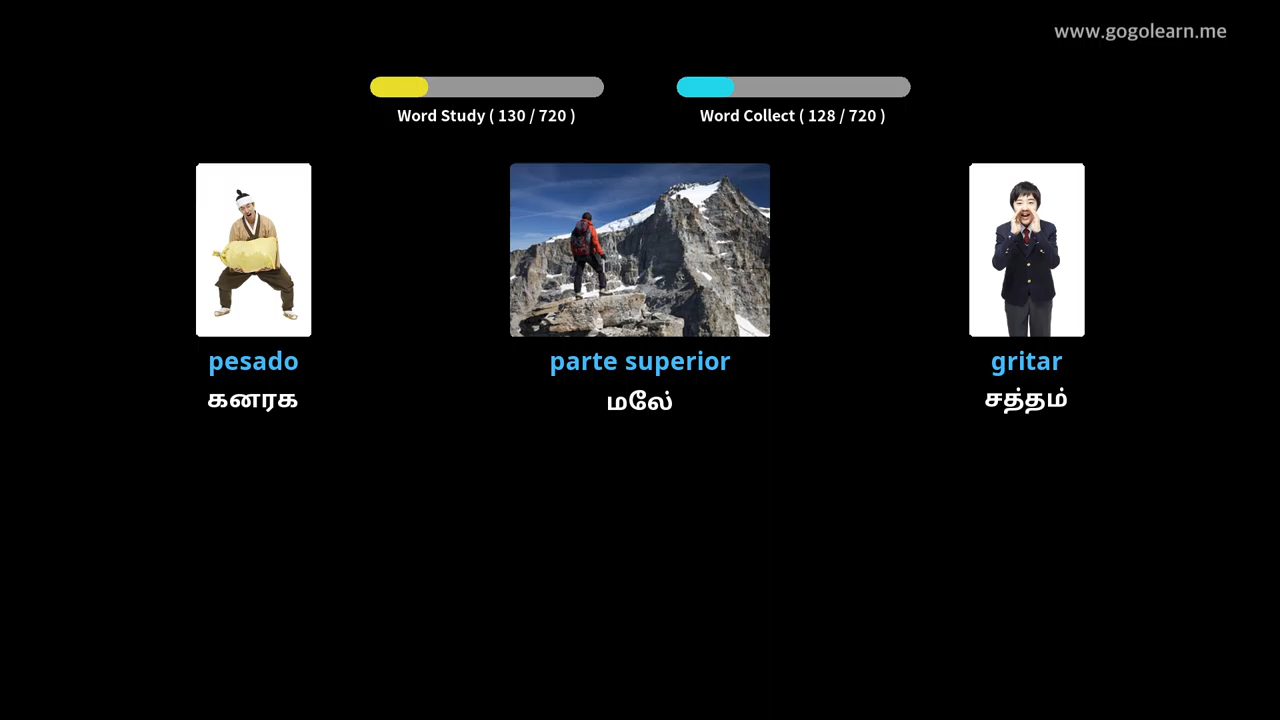 www.gogolearn.me
Word Study ( 130 / 720 )
Word Collect ( 128 / 720 )
pesado
parte superior
gritar
கனரக
மலே்
சத்தம்